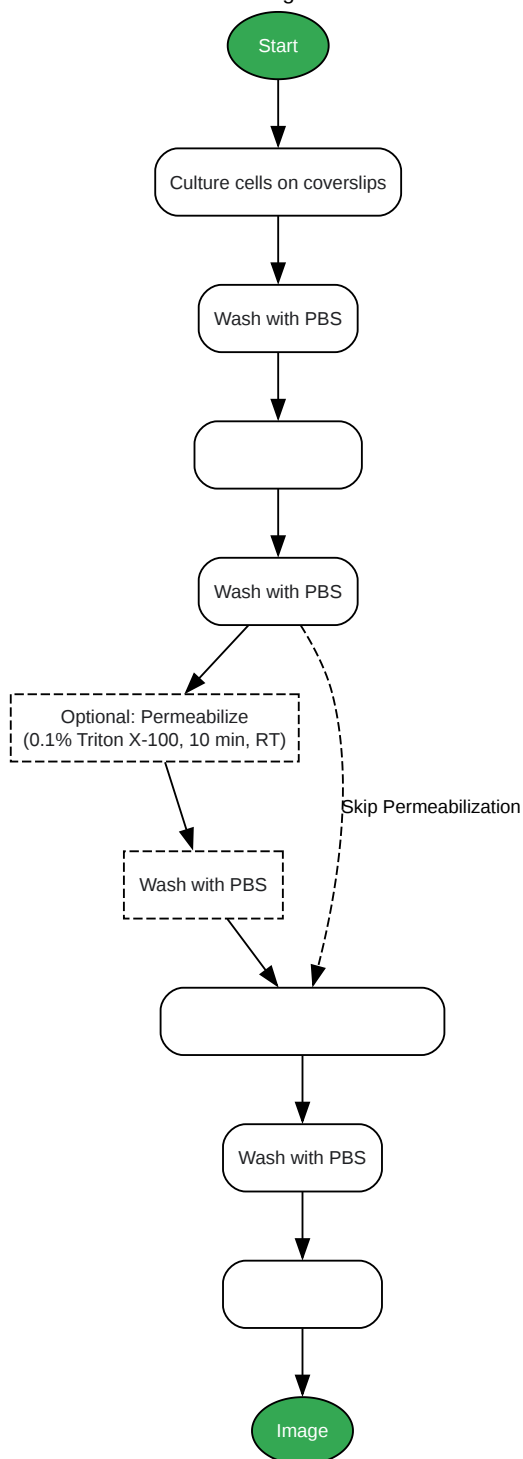 Start
Culture cells on coverslips
Wash with PBS
Wash with PBS
Optional: Permeabilize
(0.1% Triton X-100, 10 min, RT)
Skip Permeabilization
Wash with PBS
Wash with PBS
Image